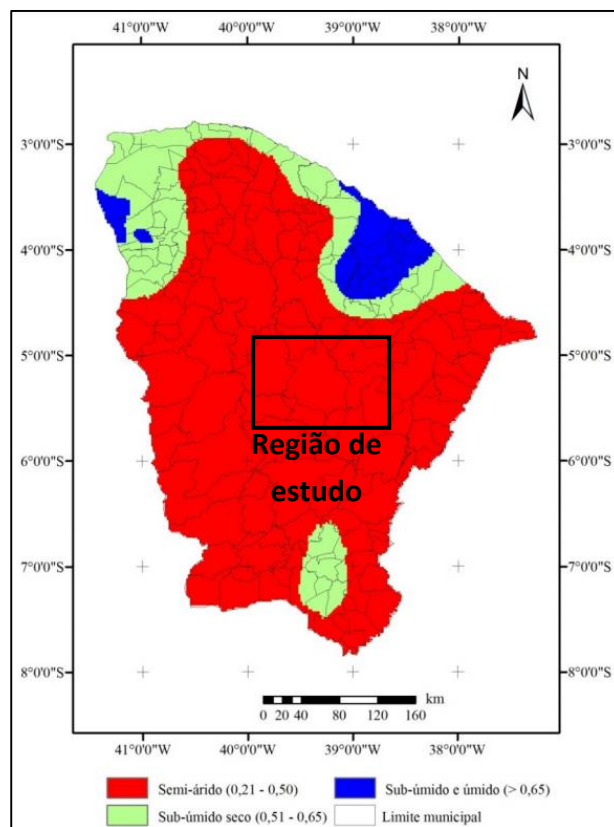 41°0'0"W 40°0'0"W 39°0'0"W 38°0'0"W
N
3°0'0"S 3°0'0"S
4°0'0"S 4°0'0"S
5°0'0"S 5°0'0"S
Região de
estudo
6°0'0"S 6°0'0"S
7°0'0"S 7°0'0"S
8°0'0"S 8°0'0"S
km
0 20 40 80 120 160
41°0'0"W 40°0'0"W 39°0'0"W 38°0'0"W
Semi-árido (0,21 - 0,50) Sub-úmido e úmido (> 0,65)
Sub-úmido seco (0,51 - 0,65) Limite municipal